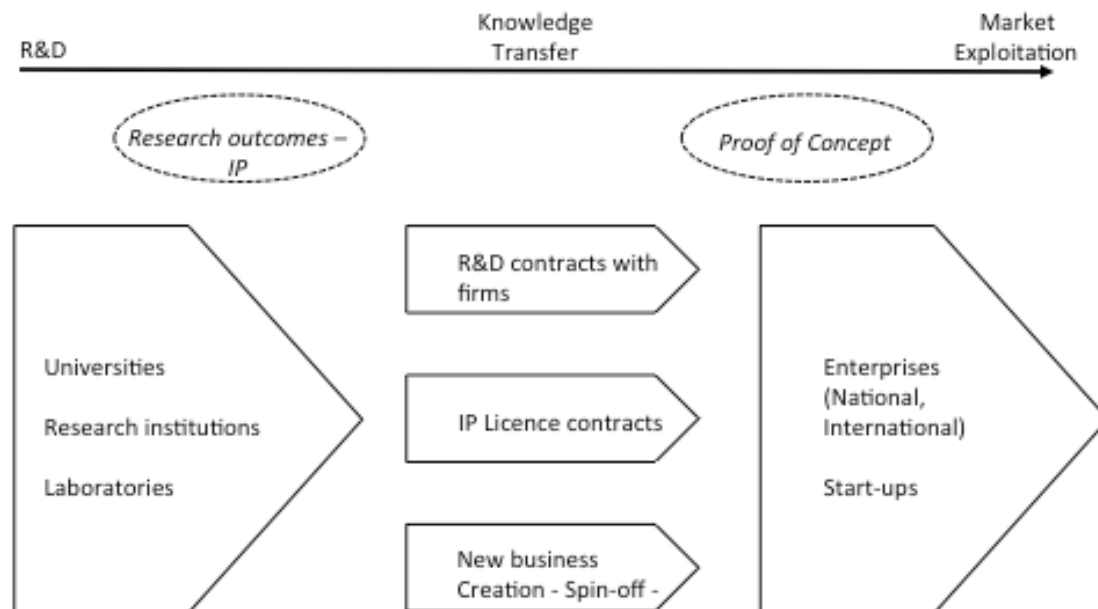 R&D
Knowledge
Transfer
Market
Exploitation
Research outcomes –
IP
Proof of Concept
Universities
Research institutions
Laboratories
R&D contracts with
firms
IP Licence contracts
New business
Creation - Spin-off -
Enterprises
(National,
International)
Start-ups